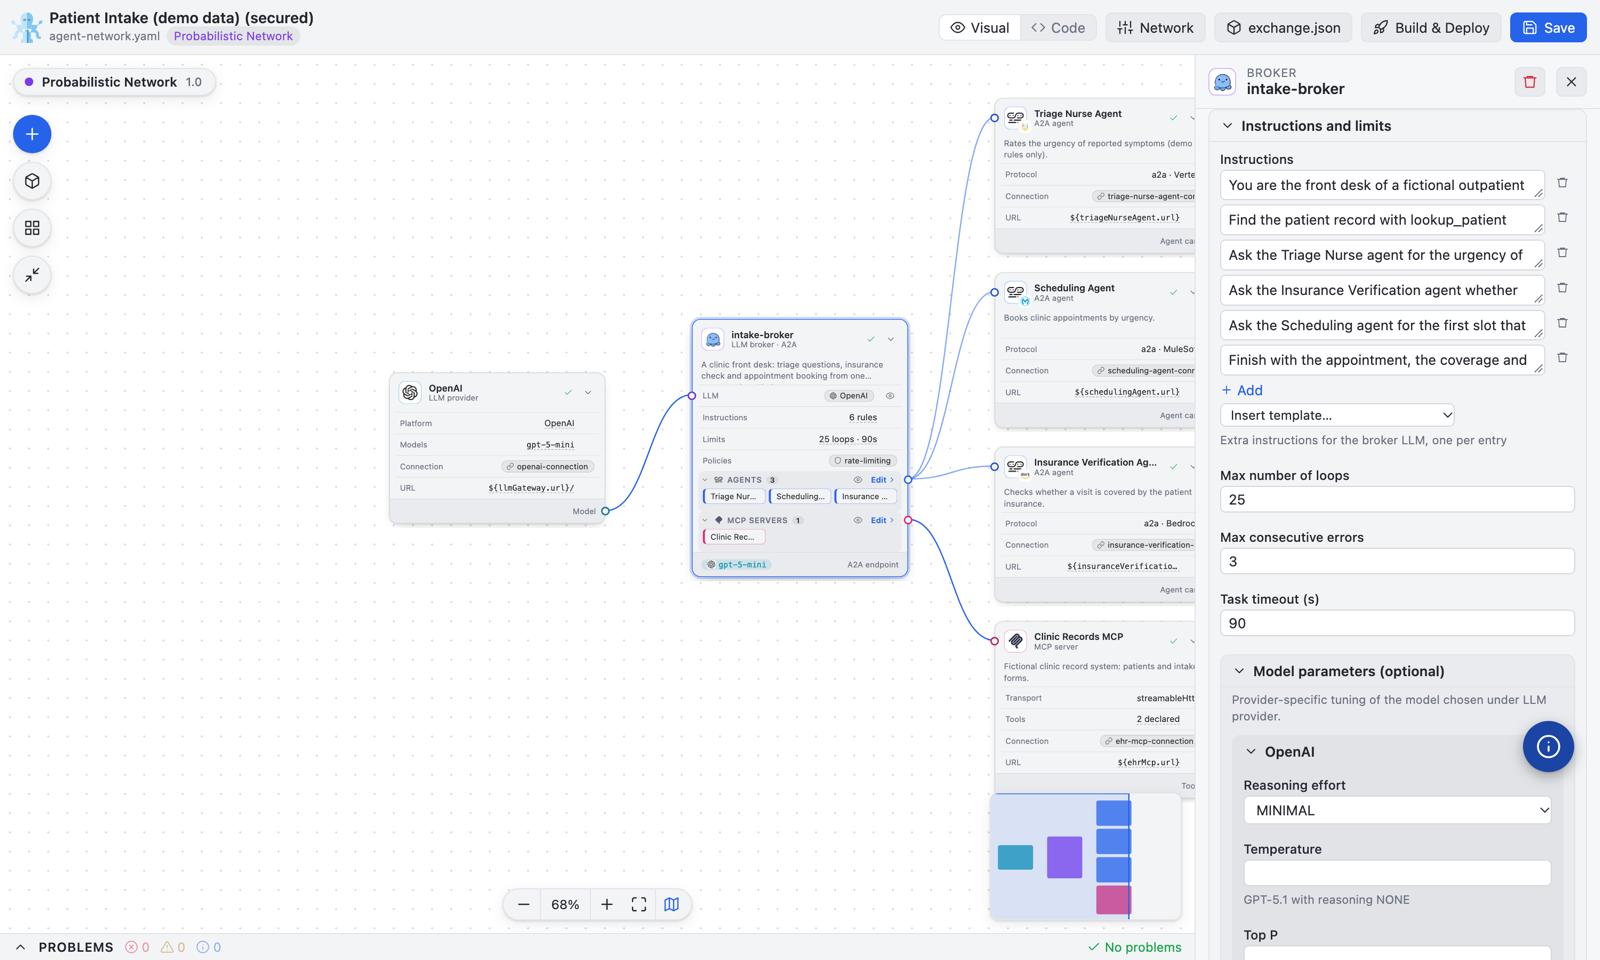 Patient Intake (demo data) (secured)
agent-network.yaml Probabilistic Network
Visual
Code
Network
exchange.json
Build & Deploy
Save
Probabilistic Network 1.0
OpenAI
LLM provider
Platform OpenAI
Models gpt-5-mini
Connection openai-connection
URL ${llmGateway.url}/
Model
intake-broker
LLM broker · A2A
A clinic front desk: triage questions, insurance
check and appointment booking from one...
LLM OpenAI
Instructions 6 rules
Limits 25 loops · 90s
Policies rate-limiting
AGENTS 3 Edit
Triage Nur... Scheduling... Insurance ...
MCP SERVERS 1 Edit
Clinic Rec...
gpt-5-mini A2A endpoint
Triage Nurse Agent
A2A agent
Rates the urgency of reported symptoms (demo
rules only).
Protocol a2a · Verte
Connection triage-nurse-agent-con
URL ${triageNurseAgent.url}
Agent car
Scheduling Agent
A2A agent
Books clinic appointments by urgency.
Protocol a2a · MuleSo
Connection scheduling-agent-conn
URL ${schedulingAgent.url}
Agent car
Insurance Verification Ag...
A2A agent
Checks whether a visit is covered by the patient
insurance.
Protocol a2a · Bedroc
Connection insurance-verification-
URL ${insuranceVerificatio…
Agent car
Clinic Records MCP
MCP server
Fictional clinic record system: patients and intake
forms.
Transport streamableHtt
Tools 2 declared
Connection ehr-mcp-connection
URL ${ehrMcp.url}
Too
68%
PROBLEMS 0 0 0
No problems
BROKER
intake-broker
Instructions and limits
Instructions
You are the front desk of a fictional outpatient
Find the patient record with lookup_patient
Ask the Triage Nurse agent for the urgency of
Ask the Insurance Verification agent whether
Ask the Scheduling agent for the first slot that
Finish with the appointment, the coverage and
+ Add
Insert template...
Extra instructions for the broker LLM, one per entry
Max number of loops
25
Max consecutive errors
3
Task timeout (s)
90
Model parameters (optional)
Provider-specific tuning of the model chosen under LLM
provider.
OpenAI
Reasoning effort
MINIMAL
Temperature
GPT-5.1 with reasoning NONE
Top P